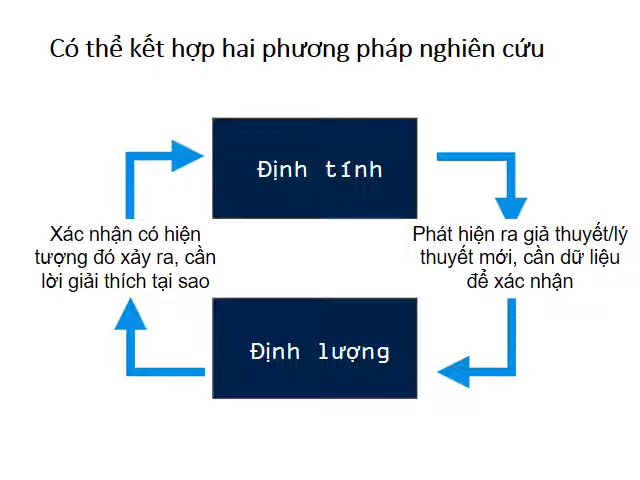 Có thể kết hợp hai phương pháp nghiên cứu
Định tính
Xác nhận có hiện
tượng đó xảy ra, cần
lời giải thích tại sao
Phát hiện ra giả thuyết/lý
thuyết mới, cần dữ liệu
để xác nhận
Định lượng